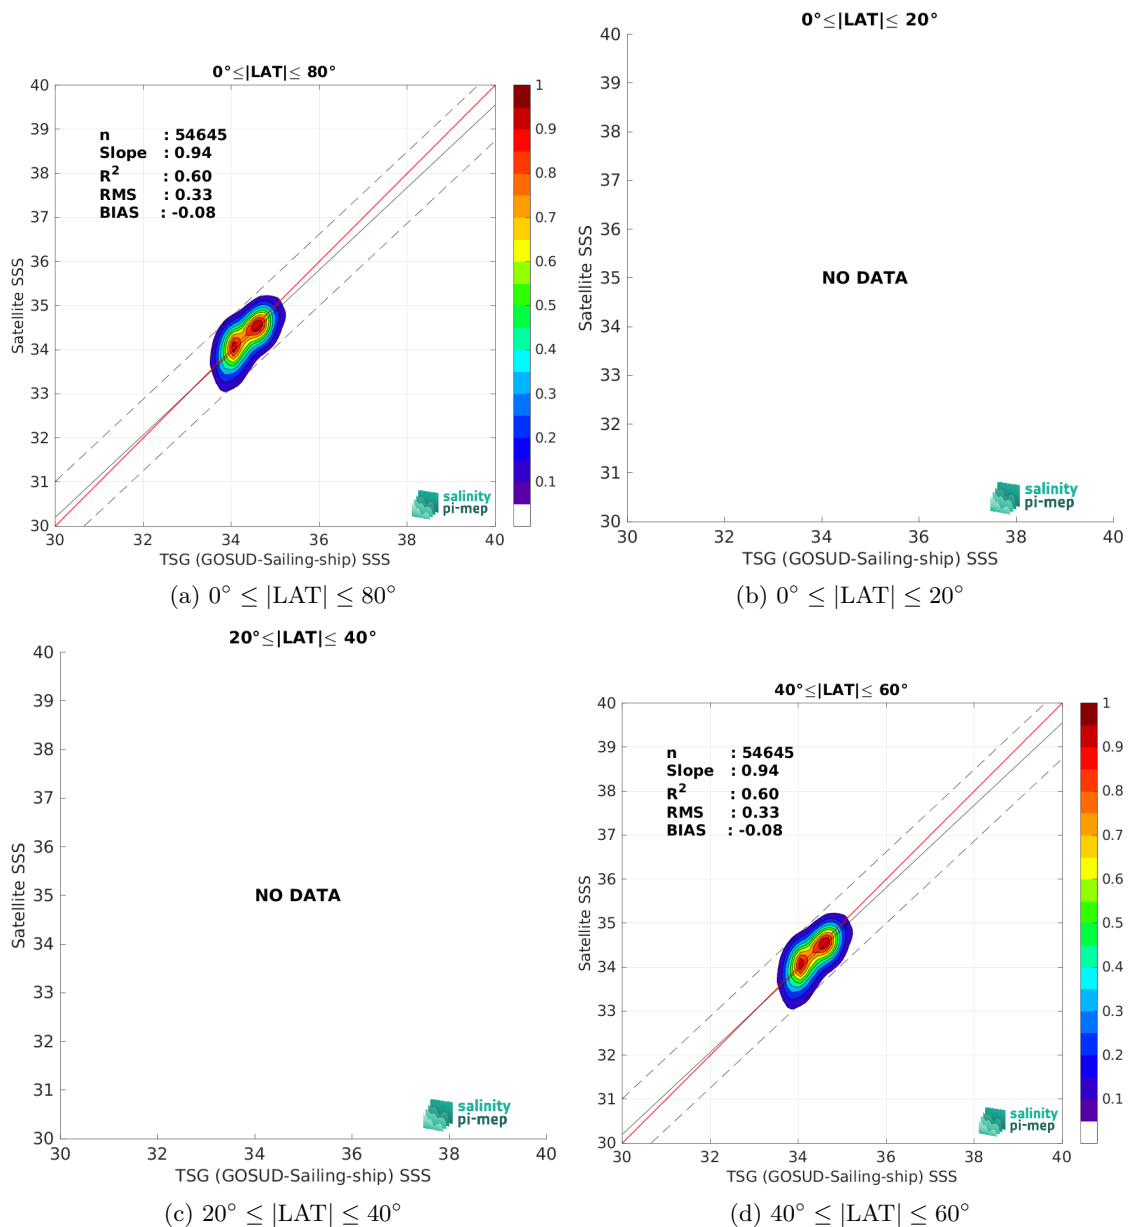 0°≤|LAT|≤ 80°
40
39
38
37
36
35
34
33
32
31
30
Satellite SSS
n : 54645
Slope : 0.94
R² : 0.60
RMS : 0.33
BIAS : -0.08
salinity
pi-mep
30 32 34 36 38 40
TSG (GOSUD-Sailing-ship) SSS
1
0.9
0.8
0.7
0.6
0.5
0.4
0.3
0.2
0.1
(a) 0° ≤ |LAT| ≤ 80°
0°≤|LAT|≤ 20°
40
39
38
37
36
35
34
33
32
31
30
Satellite SSS
NO DATA
salinity
pi-mep
30 32 34 36 38 40
TSG (GOSUD-Sailing-ship) SSS
(b) 0° ≤ |LAT| ≤ 20°
20°≤|LAT|≤ 40°
40
39
38
37
36
35
34
33
32
31
30
Satellite SSS
NO DATA
salinity
pi-mep
30 32 34 36 38 40
TSG (GOSUD-Sailing-ship) SSS
(c) 20° ≤ |LAT| ≤ 40°
40°≤|LAT|≤ 60°
40
39
38
37
36
35
34
33
32
31
30
Satellite SSS
n : 54645
Slope : 0.94
R² : 0.60
RMS : 0.33
BIAS : -0.08
salinity
pi-mep
30 32 34 36 38 40
TSG (GOSUD-Sailing-ship) SSS
1
0.9
0.8
0.7
0.6
0.5
0.4
0.3
0.2
0.1
(d) 40° ≤ |LAT| ≤ 60°